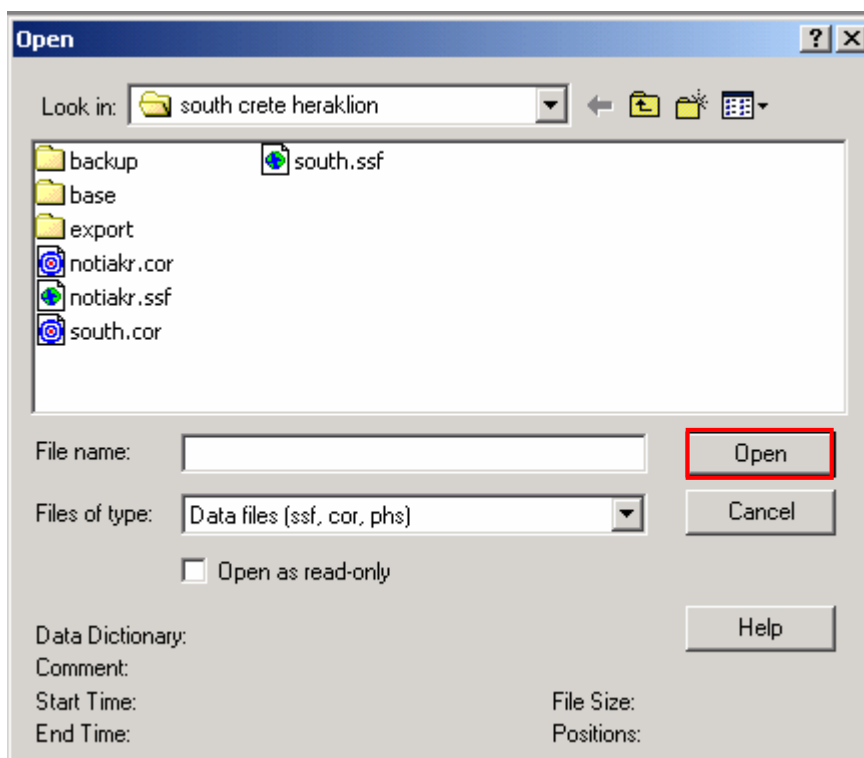 Open
Look in: south crete heraklion
backup
base
export
notiakr.cor
notiakr.ssf
south.cor
south.ssf
File name:
Open
Files of type: Data files (ssf, cor, phs)
Cancel
Open as read-only
Help
Data Dictionary:
Comment:
Start Time:
File Size:
End Time:
Positions: